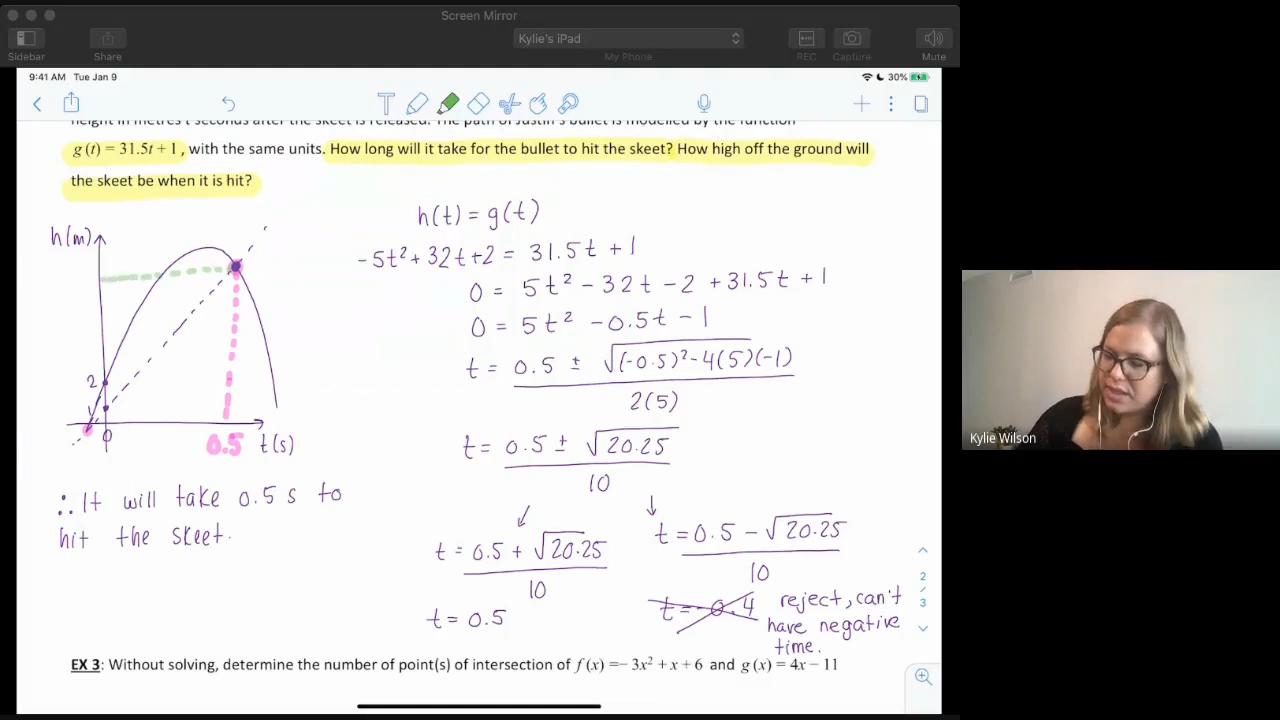 Screen Mirror
Sidebar
Share
Kylie's iPad
My Phone
REC
Capture
Mute
9:41 AM Tue Jan 9
30%
height in metres t seconds after the skeet is released. The path of Justin's bullet is modelled by the function
g(t) = 31.5t + 1, with the same units. How long will it take for the bullet to hit the skeet? How high off the ground will
the skeet be when it is hit?
h(m)
2
1
0
0.5
t(s)
∴ It will take 0.5 s to
hit the skeet.
h(t) = g(t)
-5t² + 32t + 2 = 31.5t + 1
0 = 5t² - 32t - 2 + 31.5t + 1
0 = 5t² - 0.5t - 1
t = 0.5 ± √(-0.5)² - 4(5)(-1)
2(5)
t = 0.5 ± √20.25
10
t = 0.5 + √20.25
10
t = 0.5
t = 0.5 - √20.25
10
t = -0.4
reject, can't
have negative
time.
2
/
3
EX 3: Without solving, determine the number of point(s) of intersection of f(x) = -3x² + x + 6 and g(x) = 4x - 11
Kylie Wilson